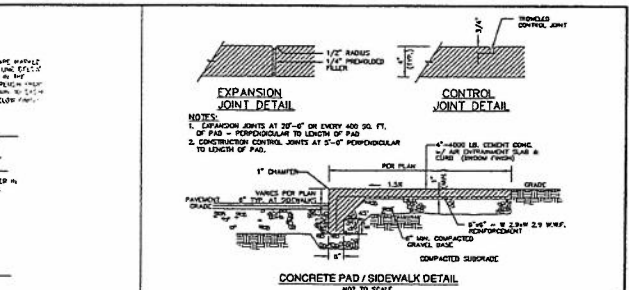 3/4"
TROWELED
CONTROL JOINT
1/2" RADIUS
1/4" PREMOLDED
FILLER
4"
(TYP.)
EXPANSION
JOINT DETAIL
CONTROL
JOINT DETAIL
NOTES:
1. EXPANSION JOINTS AT 20'-0" OR EVERY 400 SQ. FT.
OF PAD - PERPENDICULAR TO LENGTH OF PAD
2. CONSTRUCTION CONTROL JOINTS AT 5'-0" PERPENDICULAR
TO LENGTH OF PAD.
4"-4000 LB. CEMENT CONC.
w/ AIR ENTRAINMENT SLAB &
CURB (BROOM FINISH)
1" CHAMFER
PER PLAN
VARIES PER PLAN
6" TYP. AT SIDEWALKS
1.5%
GRADE
PAVEMENT
GRADE
45°
6"x6" - W 2.9xW 2.9 W.W.F.
REINFORCEMENT
MIN. COMPACTED
GRAVEL BASE
COMPACTED SUBGRADE
CONCRETE PAD / SIDEWALK DETAIL
NOT TO SCALE